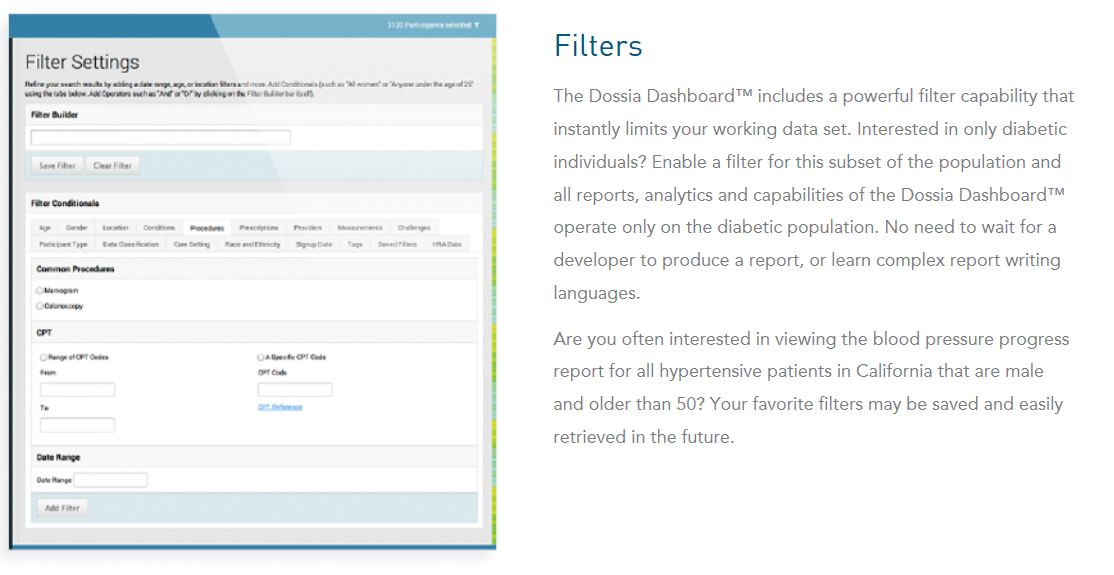 3120 Participants selected
Filter Settings
Refine your search results by adding a date range, age, or location filters and more. Add Conditionals (such as "All women" or "Anyone under the age of 25"
using the tabs below. Add Operators such as "And" or "Or" by clicking on the Filter Builder bar itself).
Filter Builder
Save Filter Clear Filter
Filter Conditionals
Age Gender Location Conditions Procedures Prescriptions Providers Measurements Challenges
Participant Type Data Classification Care Setting Race and Ethnicity Signup Date Tags Saved Filters HRA Data
Common Procedures
Mamogram
Colonoscopy
CPT
Range of CPT Codes A Specific CPT Code
From CPT Code
To CPT Reference
Date Range
Date Range
Add Filter
Filters
The Dossia Dashboard™ includes a powerful filter capability that
instantly limits your working data set. Interested in only diabetic
individuals? Enable a filter for this subset of the population and
all reports, analytics and capabilities of the Dossia Dashboard™
operate only on the diabetic population. No need to wait for a
developer to produce a report, or learn complex report writing
languages.
Are you often interested in viewing the blood pressure progress
report for all hypertensive patients in California that are male
and older than 50? Your favorite filters may be saved and easily
retrieved in the future.